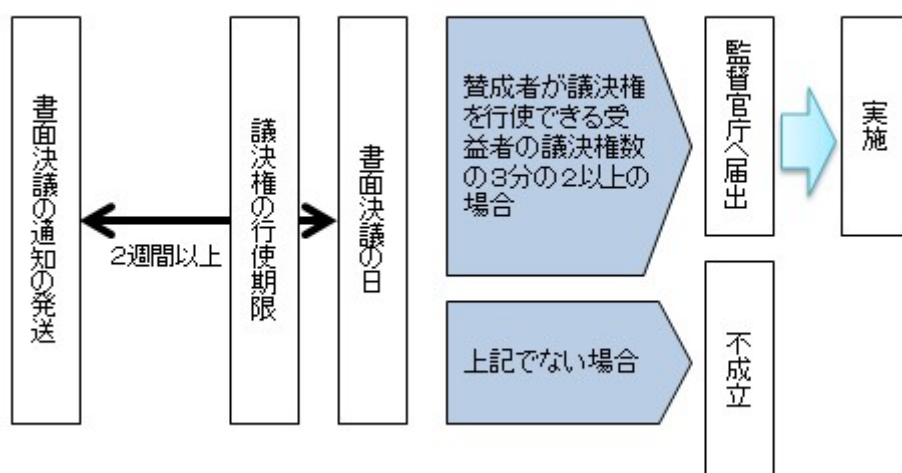 書面決議の通知の発送
2週間以上
議決権の行使期限
書面決議の日
賛成者が議決権
を行使できる受
益者の議決権数
の3分の2以上の
場合
監督官庁へ届出
実施
上記でない場合
不成立